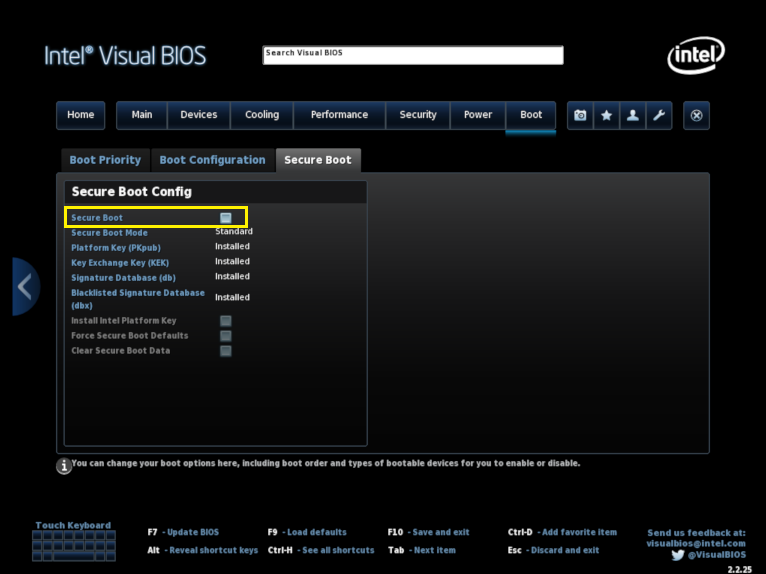 Intel® Visual BIOS
Search Visual BIOS
intel
Home Main Devices Cooling Performance Security Power Boot
Boot Priority Boot Configuration Secure Boot
Secure Boot Config
Secure Boot
Secure Boot Mode Standard
Platform Key (PKpub) Installed
Key Exchange Key (KEK) Installed
Signature Database (db) Installed
Blacklisted Signature Database
(dbx) Installed
Install Intel Platform Key
Force Secure Boot Defaults
Clear Secure Boot Data
You can change your boot options here, including boot order and types of bootable devices for you to enable or disable.
Touch Keyboard
F7 - Update BIOS F9 - Load defaults F10 - Save and exit Ctrl-D - Add favorite item
Alt - Reveal shortcut keys Ctrl-H - See all shortcuts Tab - Next item Esc - Discard and exit
Send us feedback at:
visualbios@intel.com
@VisualBIOS
2.2.25